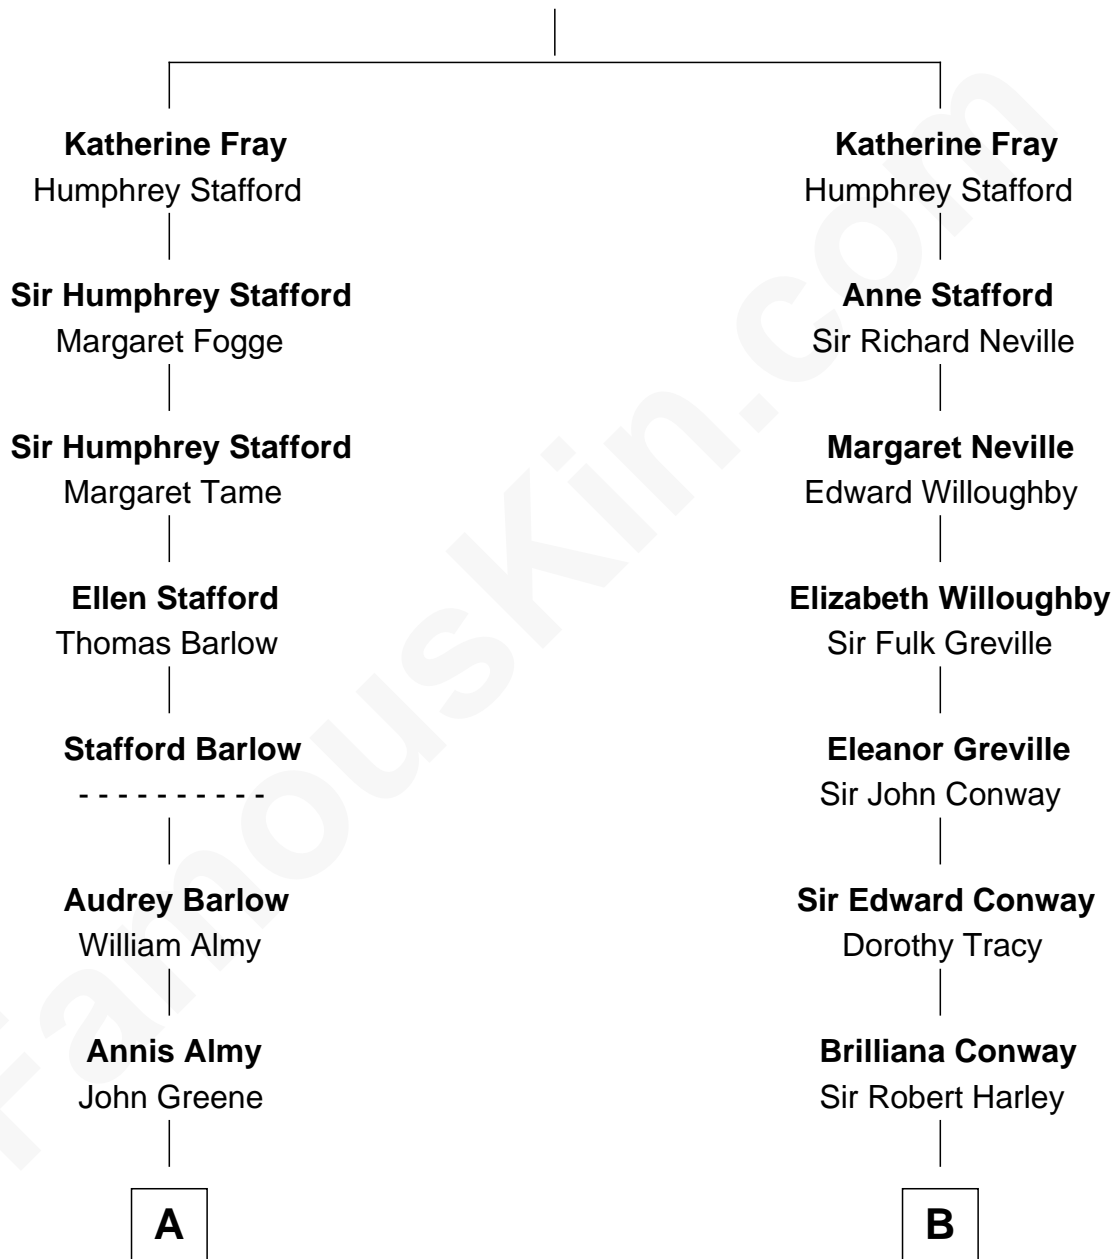 Katherine Fray
Humphrey Stafford
Sir Humphrey Stafford
Margaret Fogge
Sir Humphrey Stafford
Margaret Tame
Ellen Stafford
Thomas Barlow
Stafford Barlow
- - - - - - - - - -
Audrey Barlow
William Almy
Annis Almy
John Greene
A
Katherine Fray
Humphrey Stafford
Anne Stafford
Sir Richard Neville
Margaret Neville
Edward Willoughby
Elizabeth Willoughby
Sir Fulk Greville
Eleanor Greville
Sir John Conway
Sir Edward Conway
Dorothy Tracy
Brilliana Conway
Sir Robert Harley
B
FamousKin.com